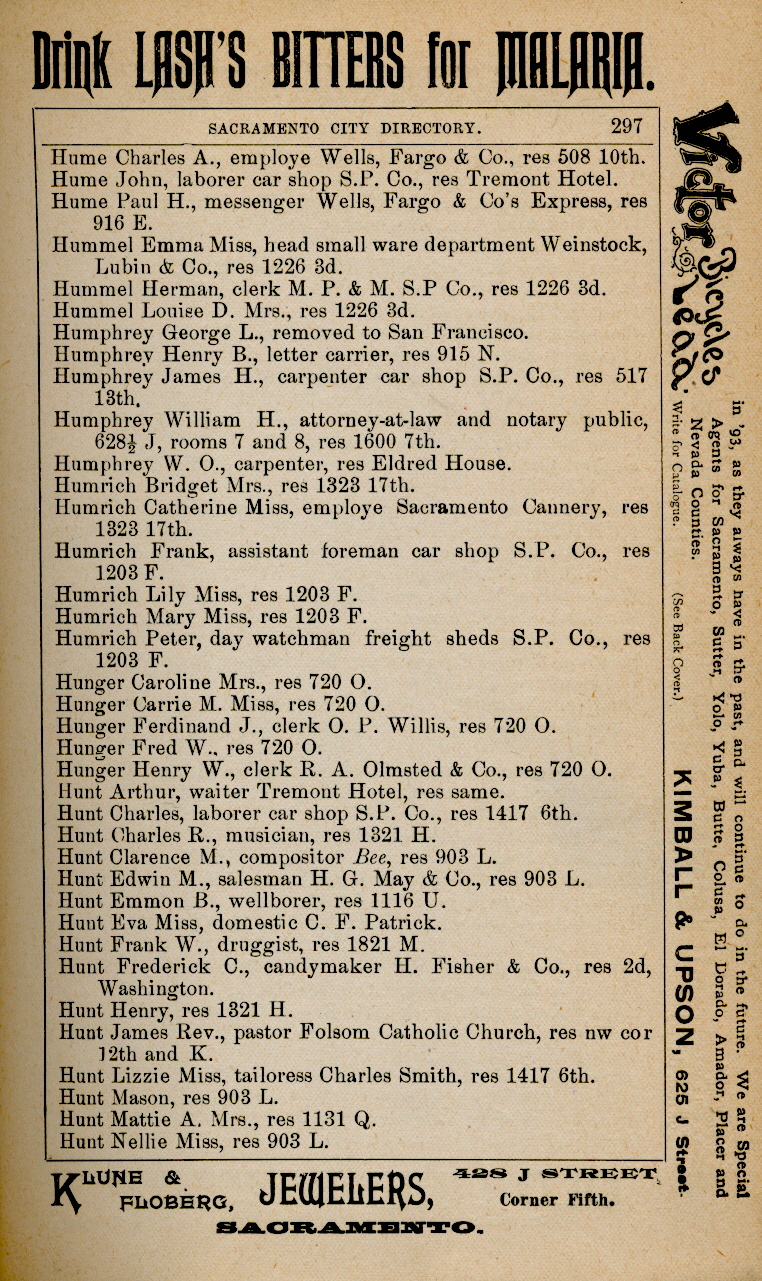 Drink LASH'S BITTERS for MALARIA.
SACRAMENTO CITY DIRECTORY. 297
Hume Charles A., employe Wells, Fargo & Co., res 508 10th.
Hume John, laborer car shop S.P. Co., res Tremont Hotel.
Hume Paul H., messenger Wells, Fargo & Co's Express, res
916 E.
Hummel Emma Miss, head small ware department Weinstock,
Lubin & Co., res 1226 3d.
Hummel Herman, clerk M. P. & M. S.P Co., res 1226 3d.
Hummel Louise D. Mrs., res 1226 3d.
Humphrey George L., removed to San Francisco.
Humphrey Henry B., letter carrier, res 915 N.
Humphrey James H., carpenter car shop S.P. Co., res 517
13th.
Humphrey William H., attorney-at-law and notary public,
628½ J, rooms 7 and 8, res 1600 7th.
Humphrey W. O., carpenter, res Eldred House.
Humrich Bridget Mrs., res 1323 17th.
Humrich Catherine Miss, employe Sacramento Cannery, res
1323 17th.
Humrich Frank, assistant foreman car shop S.P. Co., res
1203 F.
Humrich Lily Miss, res 1203 F.
Humrich Mary Miss, res 1203 F.
Humrich Peter, day watchman freight sheds S.P. Co., res
1203 F.
Hunger Caroline Mrs., res 720 O.
Hunger Carrie M. Miss, res 720 O.
Hunger Ferdinand J., clerk O. P. Willis, res 720 O.
Hunger Fred W., res 720 O.
Hunger Henry W., clerk R. A. Olmsted & Co., res 720 O.
Hunt Arthur, waiter Tremont Hotel, res same.
Hunt Charles, laborer car shop S.P. Co., res 1417 6th.
Hunt Charles R., musician, res 1321 H.
Hunt Clarence M., compositor Bee, res 903 L.
Hunt Edwin M., salesman H. G. May & Co., res 903 L.
Hunt Emmon B., wellborer, res 1116 U.
Hunt Eva Miss, domestic C. F. Patrick.
Hunt Frank W., druggist, res 1821 M.
Hunt Frederick C., candymaker H. Fisher & Co., res 2d,
Washington.
Hunt Henry, res 1321 H.
Hunt James Rev., pastor Folsom Catholic Church, res nw cor
12th and K.
Hunt Lizzie Miss, tailoress Charles Smith, res 1417 6th.
Hunt Mason, res 903 L.
Hunt Mattie A. Mrs., res 1131 Q.
Hunt Nellie Miss, res 903 L.
Victor Bicycles Lead.
in '93, as they always have in the past, and will continue to do in the future. We are Special
Agents for Sacramento, Sutter, Yolo, Yuba, Butte, Colusa, El Dorado, Amador, Placer and
Nevada Counties.
Write for Catalogue. (See Back Cover.) KIMBALL & UPSON, 625 J Street.
KLUNE & FLOBERG, JEWELERS, 428 J STREET,
Corner Fifth.
SACRAMENTO.